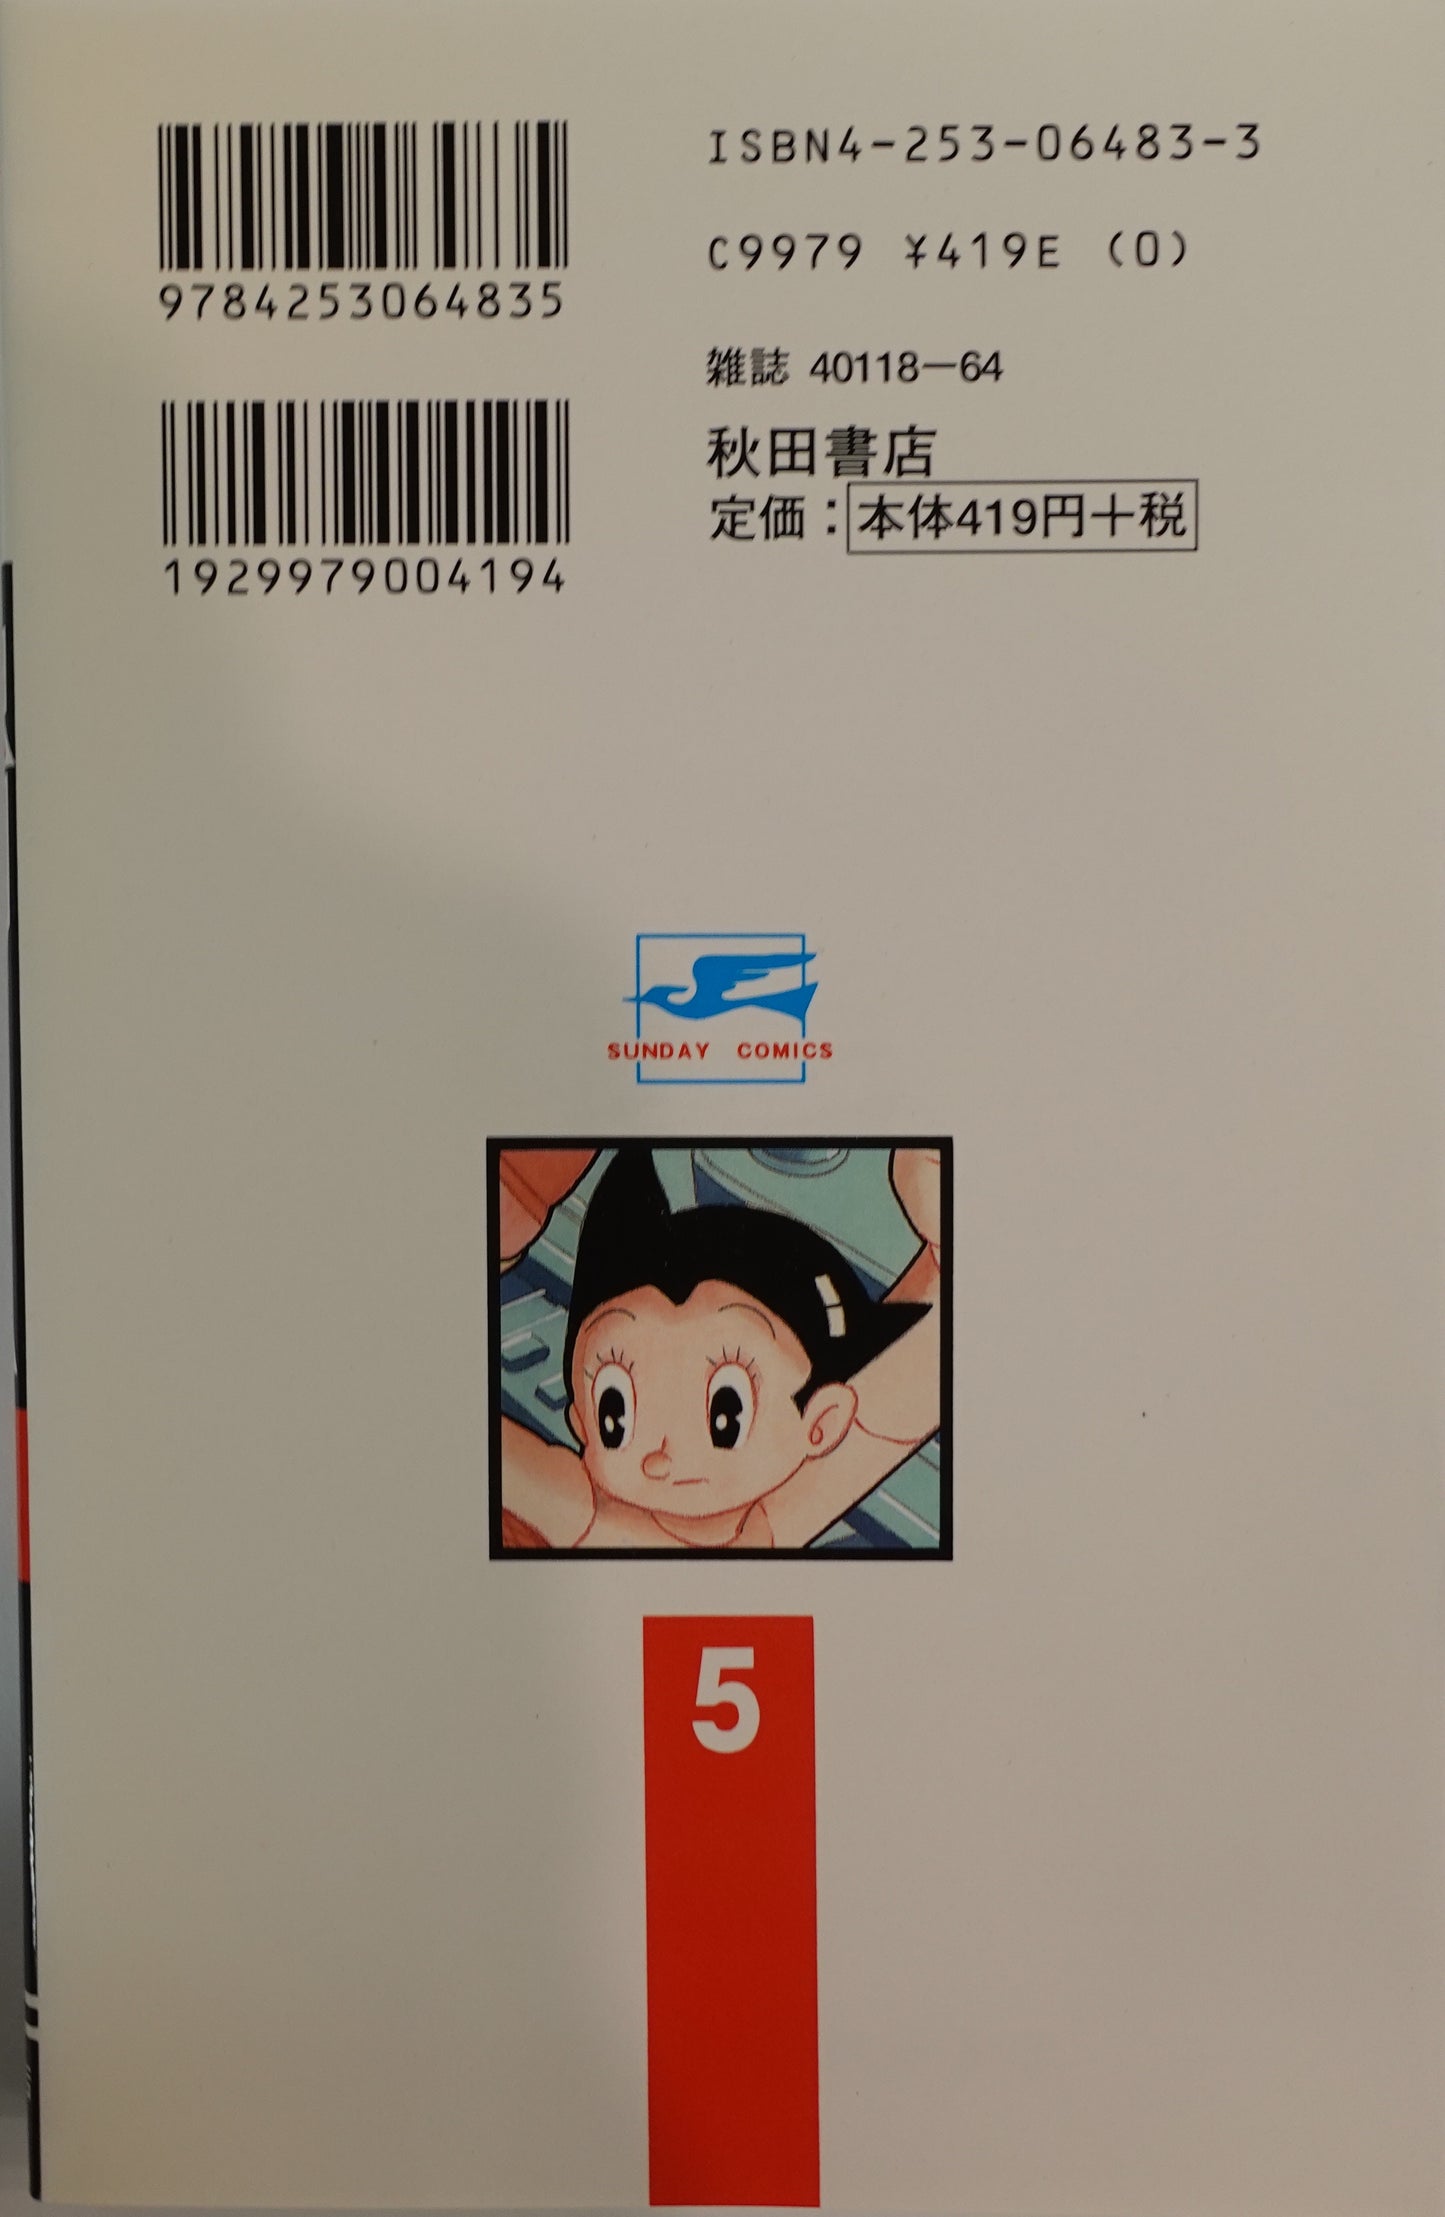 9784253064835
1929979004194
ISBN4-253-06483-3
C9979 ¥419E (0)
雑誌 40118-64
秋田書店
定価：本体419円+税
SUNDAY COMICS
5